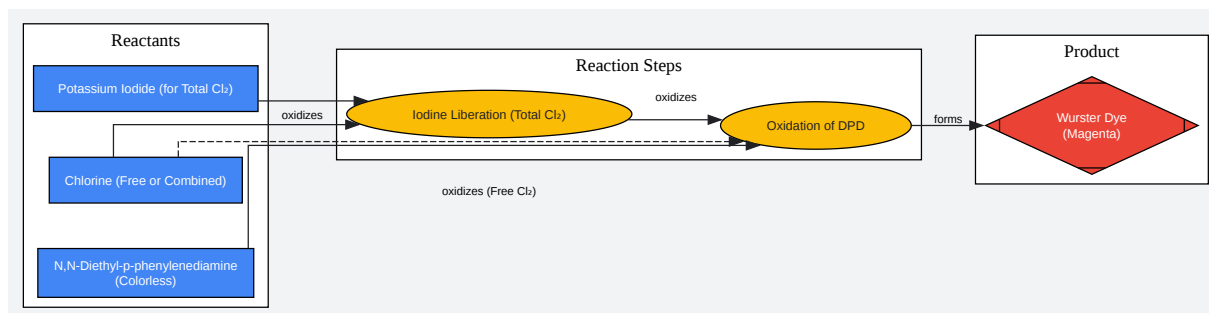 Reactants
Potassium Iodide (for Total Cl₂)
Chlorine (Free or Combined)
N,N-Diethyl-p-phenylenediamine
(Colorless)
oxidizes
Reaction Steps
Iodine Liberation (Total Cl₂)
oxidizes
Oxidation of DPD
oxidizes (Free Cl₂)
forms
Product
Wurster Dye
(Magenta)